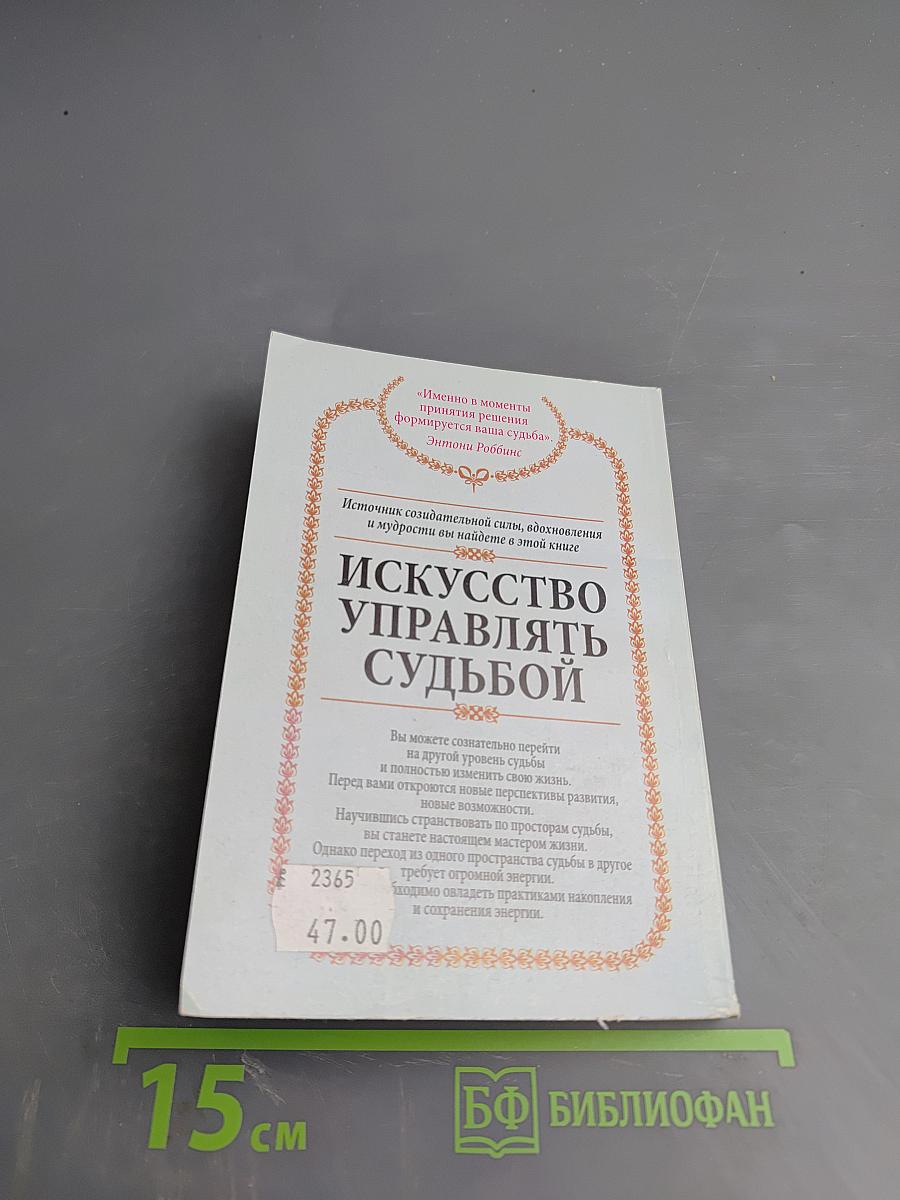 «Именно в моменты
принятия решения
формируется ваша судьба».
Энтони Роббинс
Источник созидательной силы, вдохновления
и мудрости вы найдете в этой книге
ИСКУССТВО
УПРАВЛЯТЬ
СУДЬБОЙ
Вы можете сознательно перейти
на другой уровень судьбы
и полностью изменить свою жизнь.
Перед вами откроются новые перспективы развития,
новые возможности.
Научившись странствовать по просторам судьбы,
вы станете настоящем мастером жизни.
Однако переход из одного пространства судьбы в другое
требует огромной энергии.
овладеть практиками накопления
и сохранения энергии.
2365
47.00
15 см
БФ БИБЛИОФАН